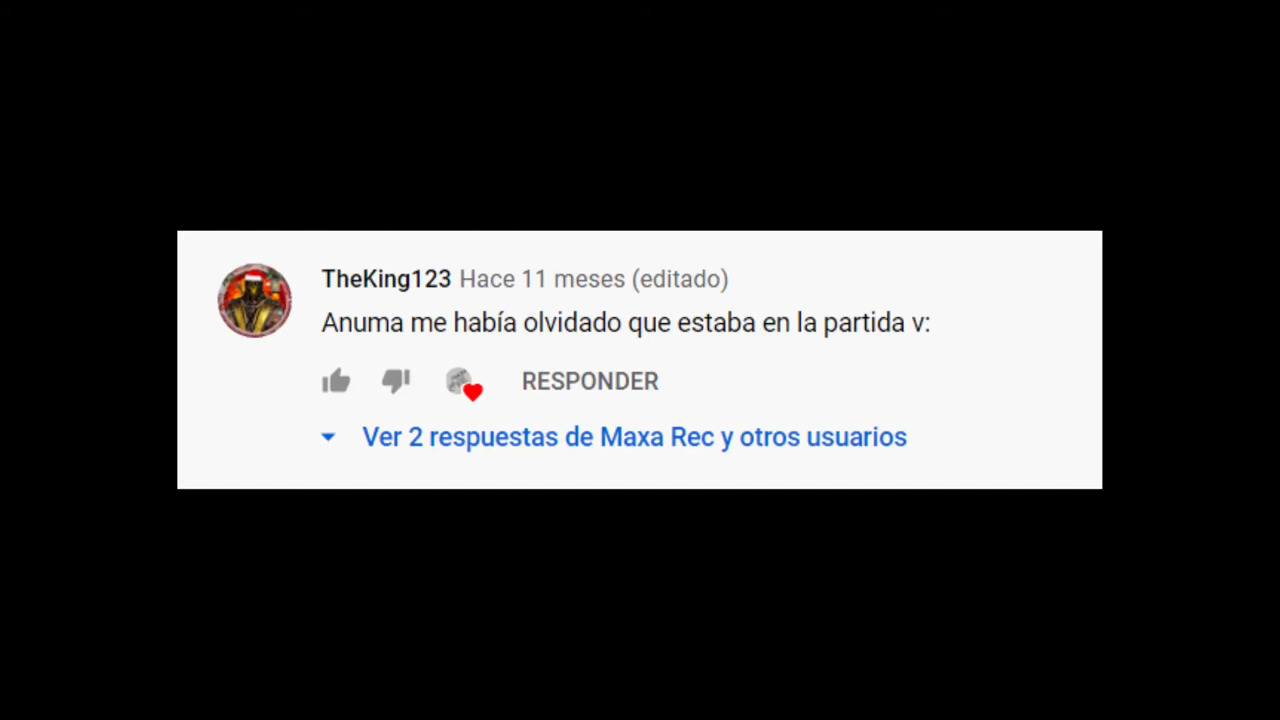 TheKing123 Hace 11 meses (editado)
Anuma me había olvidado que estaba en la partida v:
RESPONDER
Ver 2 respuestas de Maxa Rec y otros usuarios